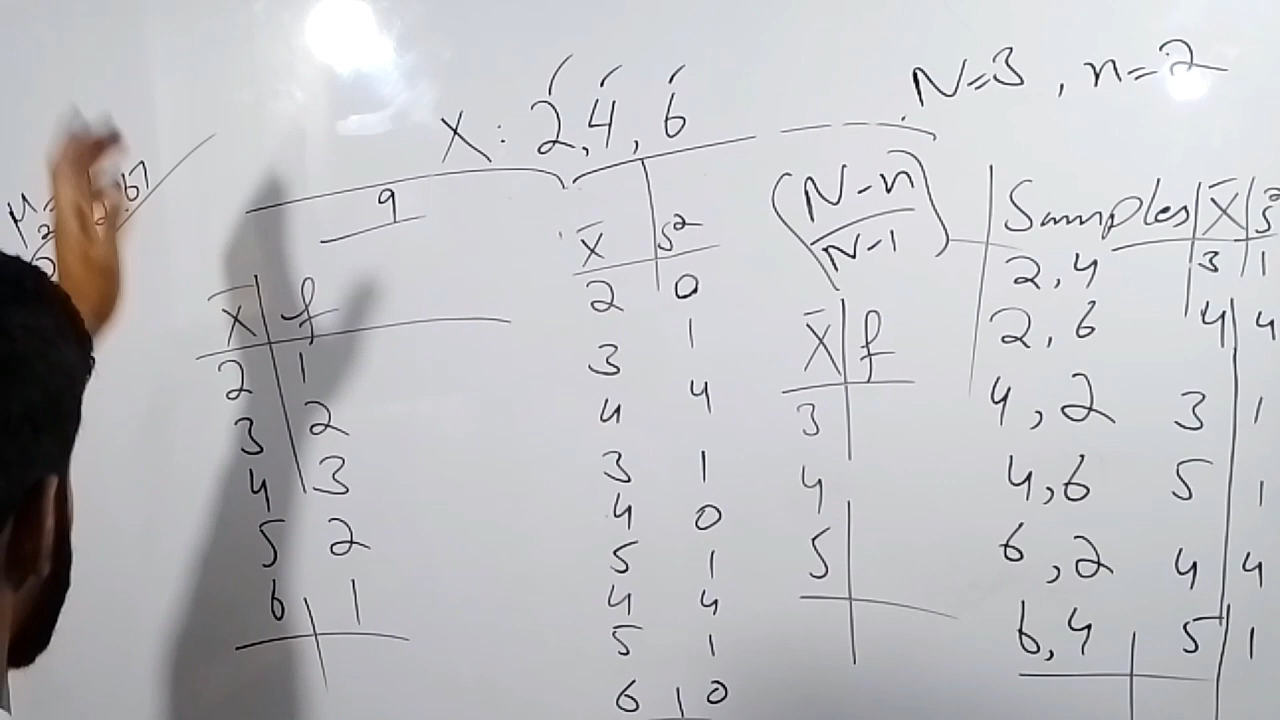 X : 2, 4, 6
N=3 , n=2
9
X̄ | f
2 | 1
3 | 2
4 | 3
5 | 2
6 | 1
X̄ | S²
2 0
3 1
4 4
3 1
4 0
5 1
4 4
5 1
6 0
(N-n / N-1)
X̄ | f
3
4
5
Samples | X̄ | S²
2, 4 3 1
2, 6 4 4
4, 2 3 1
4, 6 5 1
6, 2 4 4
6, 4 5 1